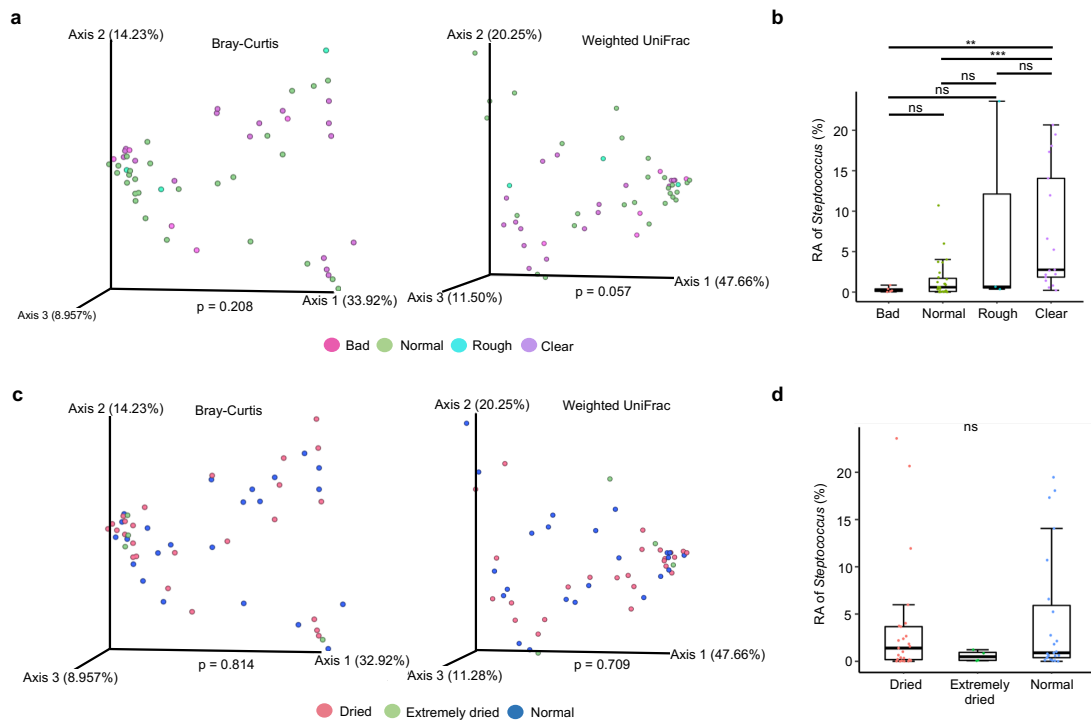 a
Axis 2 (14.23%)
Bray-Curtis
Axis 3 (8.957%)
p = 0.208
Axis 1 (33.92%)
Axis 2 (20.25%)
Weighted UniFrac
Axis 3 (11.50%)
p = 0.057
Axis 1 (47.66%)
Bad Normal Rough Clear
b
**
***
ns
ns
ns
ns
RA of Steptococcus (%)
20
15
10
5
0
Bad Normal Rough Clear
c
Axis 2 (14.23%)
Bray-Curtis
Axis 3 (8.957%)
p = 0.814
Axis 1 (32.92%)
Axis 2 (20.25%)
Weighted UniFrac
Axis 3 (11.28%)
p = 0.709
Axis 1 (47.66%)
Dried Extremely dried Normal
d
ns
RA of Steptococcus (%)
20
15
10
5
0
Dried Extremely Normal
dried